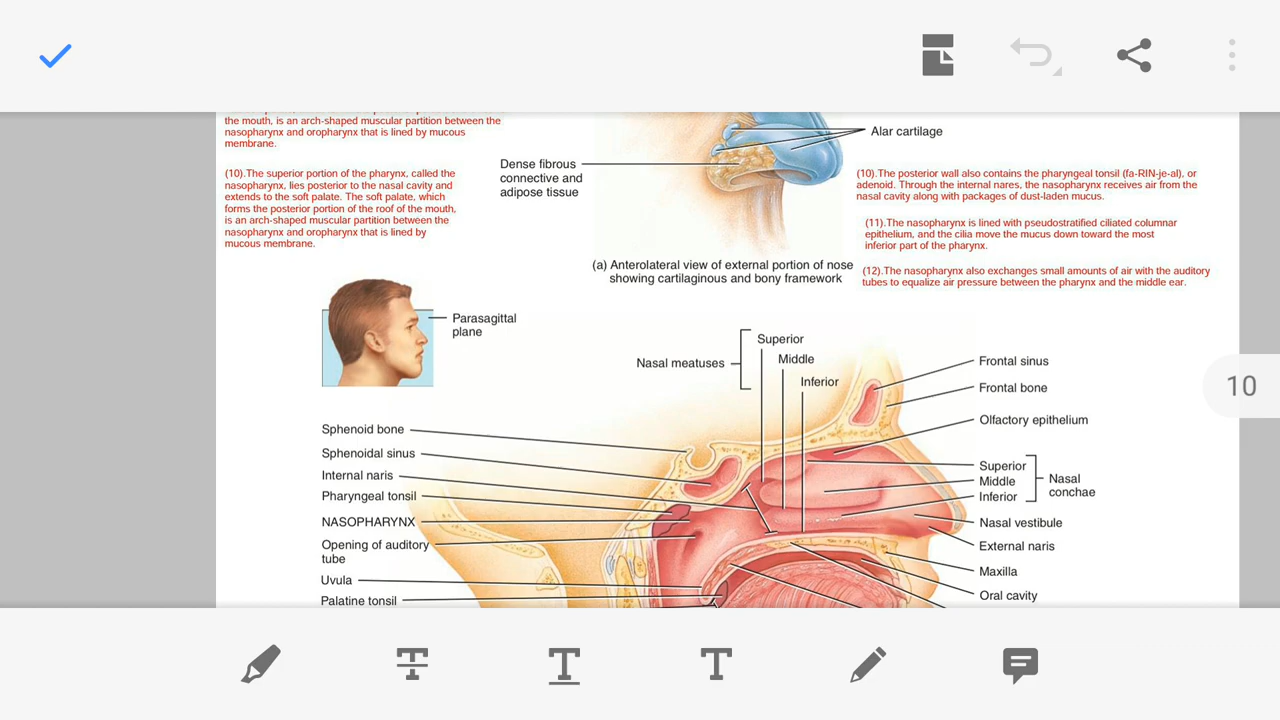 the mouth, is an arch-shaped muscular partition between the
nasopharynx and oropharynx that is lined by mucous
membrane.
(10).The superior portion of the pharynx, called the
nasopharynx, lies posterior to the nasal cavity and
extends to the soft palate. The soft palate, which
forms the posterior portion of the roof of the mouth,
is an arch-shaped muscular partition between the
nasopharynx and oropharynx that is lined by
mucous membrane.
Dense fibrous
connective and
adipose tissue
Alar cartilage
(10).The posterior wall also contains the pharyngeal tonsil (fa-RIN-je-al), or
adenoid. Through the internal nares, the nasopharynx receives air from the
nasal cavity along with packages of dust-laden mucus.
(11).The nasopharynx is lined with pseudostratified ciliated columnar
epithelium, and the cilia move the mucus down toward the most
inferior part of the pharynx.
(a) Anterolateral view of external portion of nose
showing cartilaginous and bony framework
(12).The nasopharynx also exchanges small amounts of air with the auditory
tubes to equalize air pressure between the pharynx and the middle ear.
Parasagittal
plane
Nasal meatuses
Superior
Middle
Inferior
Frontal sinus
Frontal bone
Olfactory epithelium
Superior
Middle
Inferior
Nasal
conchae
Nasal vestibule
External naris
Maxilla
Oral cavity
Sphenoid bone
Sphenoidal sinus
Internal naris
Pharyngeal tonsil
NASOPHARYNX
Opening of auditory
tube
Uvula
Palatine tonsil
10